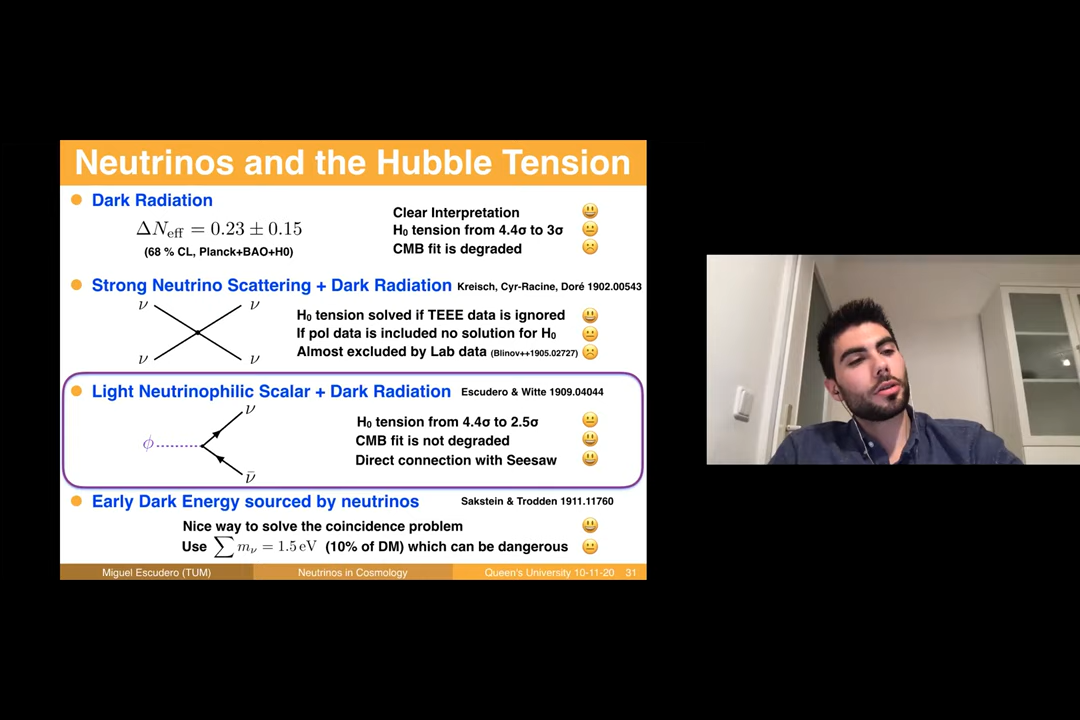 Neutrinos and the Hubble Tension
Dark Radiation
ΔN_eff = 0.23 ± 0.15
(68 % CL, Planck+BAO+H0)
Clear Interpretation
H₀ tension from 4.4σ to 3σ
CMB fit is degraded
Strong Neutrino Scattering + Dark Radiation Kreisch, Cyr-Racine, Doré 1902.00543
ν ν
ν ν
H₀ tension solved if TEEE data is ignored
If pol data is included no solution for H₀
Almost excluded by Lab data (Blinov++1905.02727)
Light Neutrinophilic Scalar + Dark Radiation Escudero & Witte 1909.04044
ν
ϕ
ν̄
H₀ tension from 4.4σ to 2.5σ
CMB fit is not degraded
Direct connection with Seesaw
Early Dark Energy sourced by neutrinos Sakstein & Trodden 1911.11760
Nice way to solve the coincidence problem
Use ∑ m_ν = 1.5 eV (10% of DM) which can be dangerous
Miguel Escudero (TUM) Neutrinos in Cosmology Queen's University 10-11-20 31